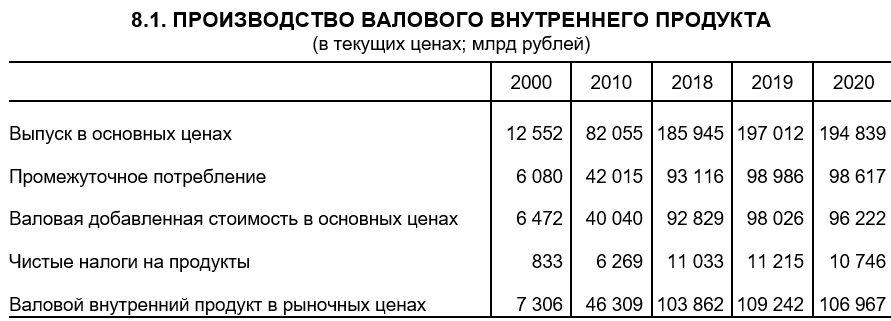 8.1. ПРОИЗВОДСТВО ВАЛОВОГО ВНУТРЕННЕГО ПРОДУКТА
(в текущих ценах; млрд рублей)
2000 2010 2018 2019 2020
Выпуск в основных ценах 12 552 82 055 185 945 197 012 194 839
Промежуточное потребление 6 080 42 015 93 116 98 986 98 617
Валовая добавленная стоимость в основных ценах 6 472 40 040 92 829 98 026 96 222
Чистые налоги на продукты 833 6 269 11 033 11 215 10 746
Валовой внутренний продукт в рыночных ценах 7 306 46 309 103 862 109 242 106 967